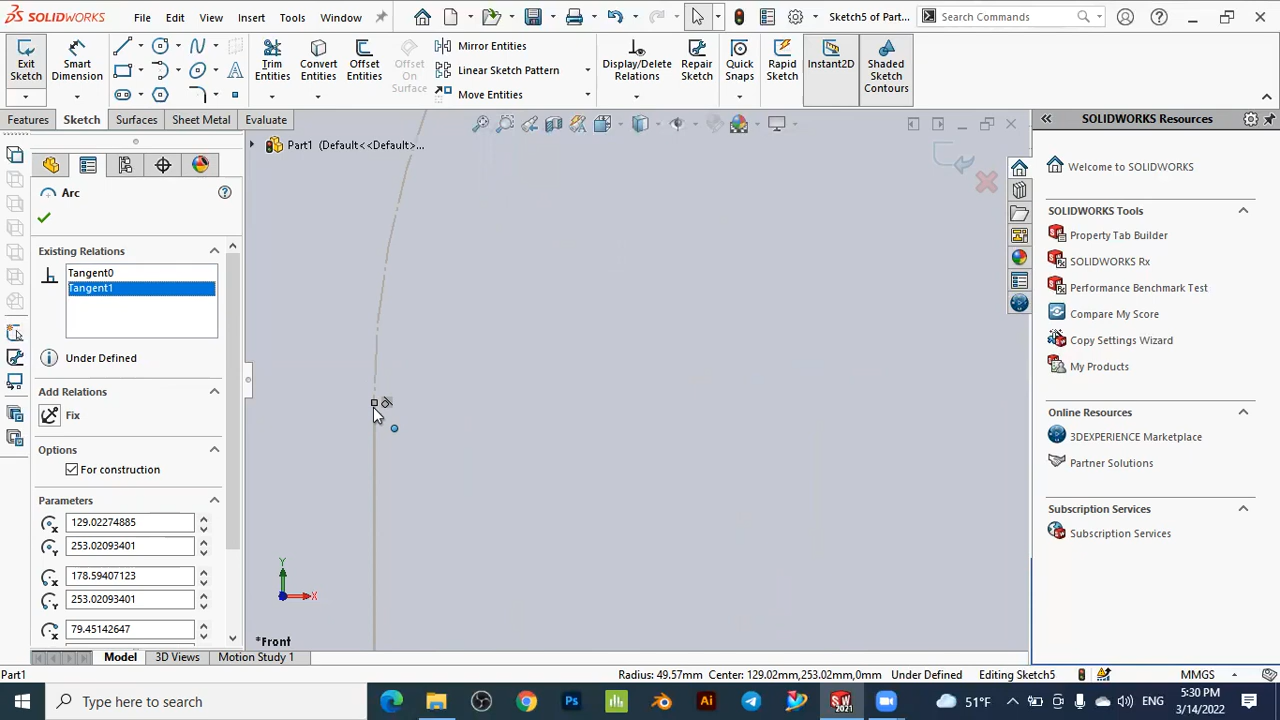 SOLIDWORKS
File
Edit
View
Insert
Tools
Window
Sketch5 of Part...
Search Commands
Exit Sketch
Smart Dimension
Trim Entities
Convert Entities
Offset Entities
Offset On Surface
Mirror Entities
Linear Sketch Pattern
Move Entities
Display/Delete Relations
Repair Sketch
Quick Snaps
Rapid Sketch
Instant2D
Shaded Sketch Contours
Features
Sketch
Surfaces
Sheet Metal
Evaluate
Part1 (Default<<Default>...
Arc
Existing Relations
Tangent0
Tangent1
Under Defined
Add Relations
Fix
Options
For construction
Parameters
129.02274885
253.02093401
178.59407123
253.02093401
79.45142647
Y
X
*Front
SOLIDWORKS Resources
Welcome to SOLIDWORKS
SOLIDWORKS Tools
Property Tab Builder
SOLIDWORKS Rx
Performance Benchmark Test
Compare My Score
Copy Settings Wizard
My Products
Online Resources
3DEXPERIENCE Marketplace
Partner Solutions
Subscription Services
Subscription Services
Model
3D Views
Motion Study 1
Part1
Radius: 49.57mm
Center: 129.02mm,253.02mm,0mm
Under Defined
Editing Sketch5
MMGS
Type here to search
51°F
ENG
5:30 PM
3/14/2022